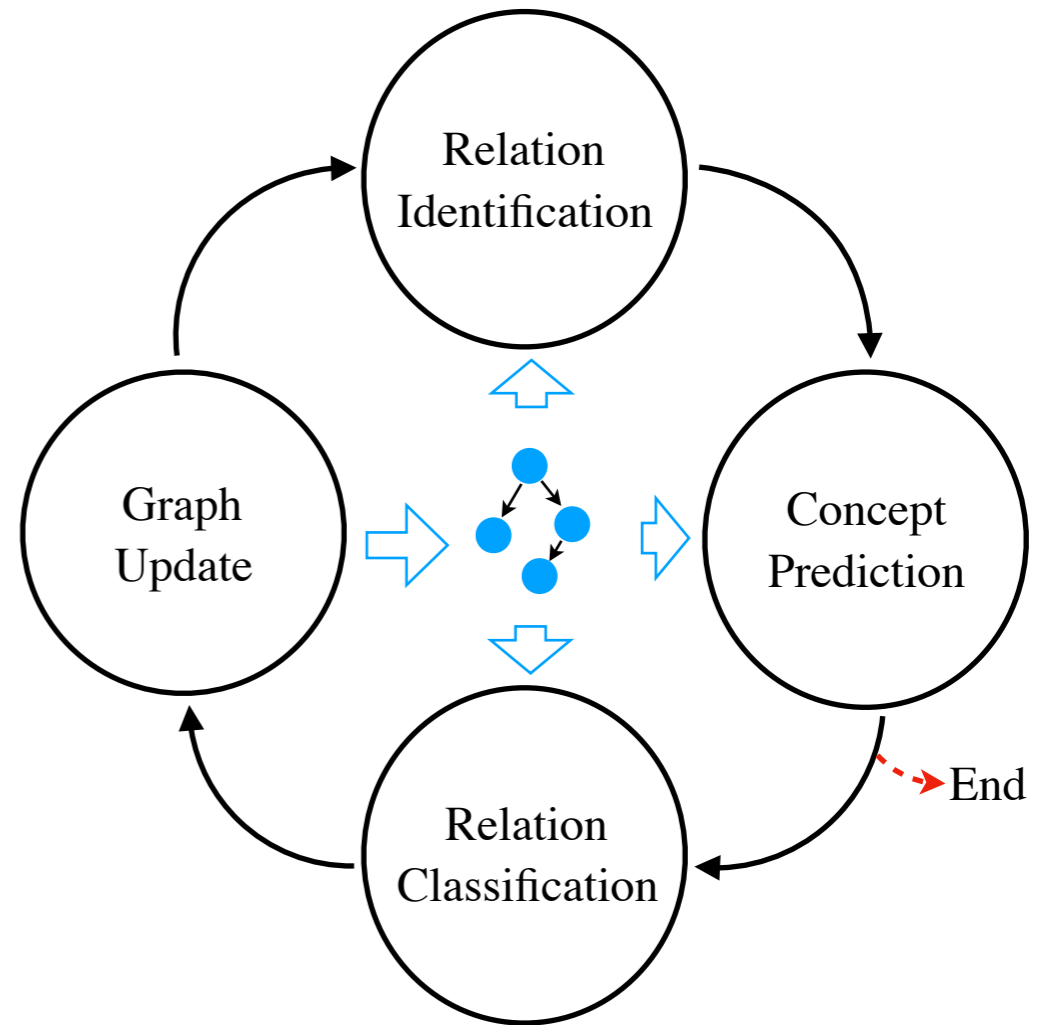 Relation
Identification
Graph
Update
Concept
Prediction
End
Relation
Classification